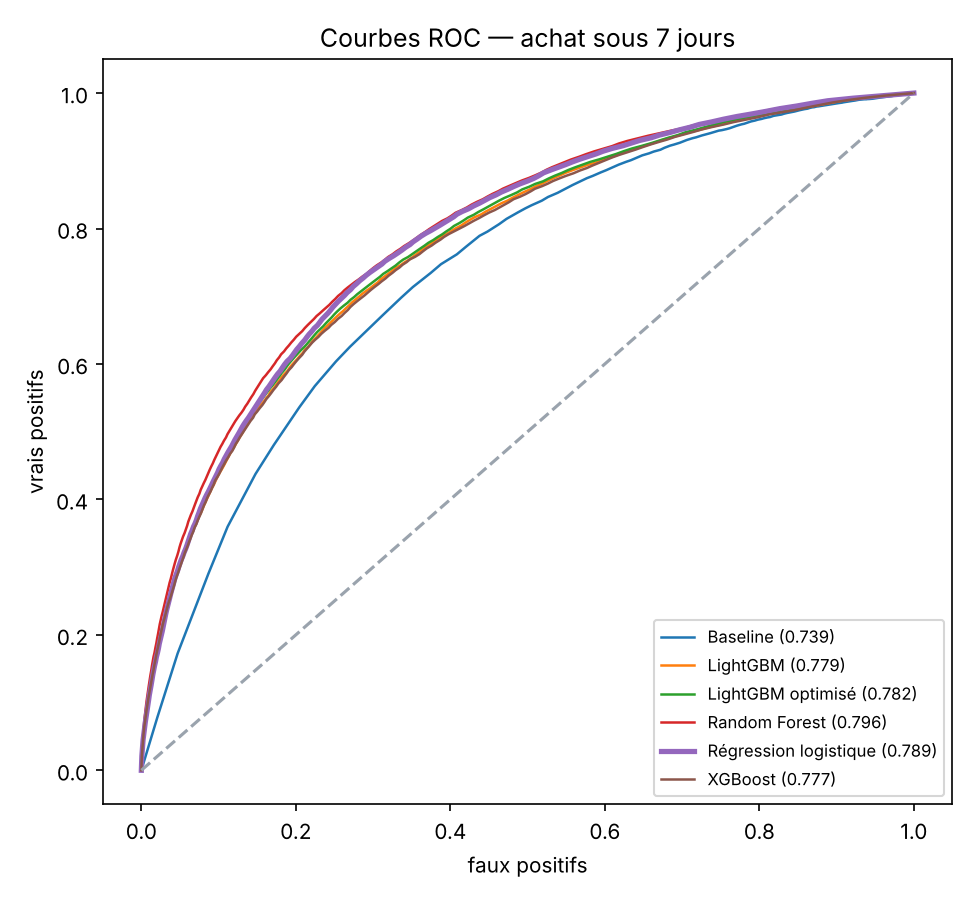 Courbes ROC — achat sous 7 jours
vrais positifs
1.0
0.8
0.6
0.4
0.2
0.0
0.0 0.2 0.4 0.6 0.8 1.0
faux positifs
Baseline (0.739)
LightGBM (0.779)
LightGBM optimisé (0.782)
Random Forest (0.796)
Régression logistique (0.789)
XGBoost (0.777)